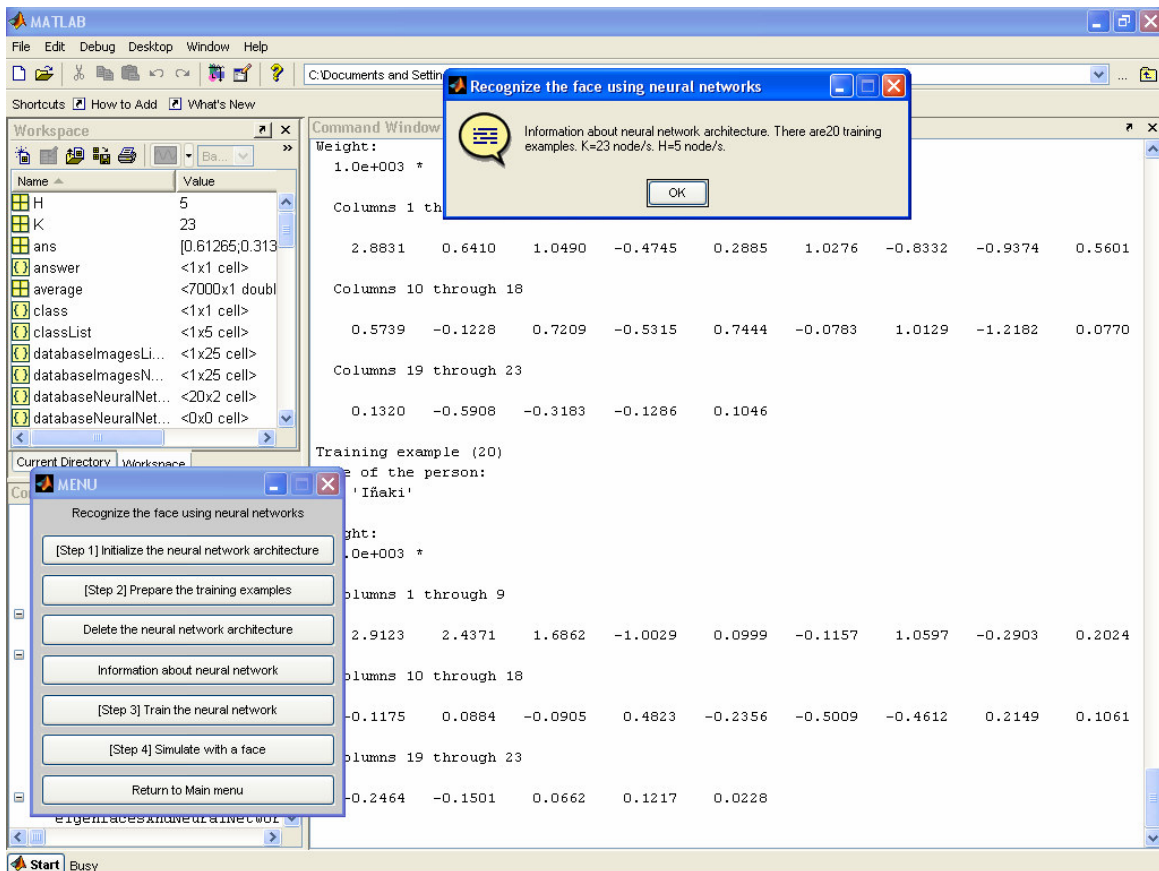 MATLAB
File Edit Debug Desktop Window Help
C:\Documents and Settin
...
Shortcuts How to Add What's New
Workspace
Ba...
»
Name Value
H 5
K 23
ans [0.61265;0.313
answer <1x1 cell>
average <7000x1 doubl
class <1x1 cell>
classList <1x5 cell>
databaseImagesLi... <1x25 cell>
databaseImagesN... <1x25 cell>
databaseNeuralNet... <20x2 cell>
databaseNeuralNet... <0x0 cell>
Current Directory Workspace
Co
MENU
Recognize the face using neural networks
[Step 1] Initialize the neural network architecture
[Step 2] Prepare the training examples
Delete the neural network architecture
Information about neural network
[Step 3] Train the neural network
[Step 4] Simulate with a face
Return to Main menu
eigenfacesAndNeuralNetwor
Command Window
Weight:
1.0e+003 *
Columns 1 th
2.8831 0.6410 1.0490 -0.4745 0.2885 1.0276 -0.8332 -0.9374 0.5601
Columns 10 through 18
0.5739 -0.1228 0.7209 -0.5315 0.7444 -0.0783 1.0129 -1.2182 0.0770
Columns 19 through 23
0.1320 -0.5908 -0.3183 -0.1286 0.1046
Training example (20)
e of the person:
'Iñaki'
ght:
.0e+003 *
olumns 1 through 9
2.9123 2.4371 1.6862 -1.0029 0.0999 -0.1157 1.0597 -0.2903 0.2024
olumns 10 through 18
-0.1175 0.0884 -0.0905 0.4823 -0.2356 -0.5009 -0.4612 0.2149 0.1061
olumns 19 through 23
-0.2464 -0.1501 0.0662 0.1217 0.0228
Recognize the face using neural networks
Information about neural network architecture. There are20 training
examples. K=23 node/s. H=5 node/s.
OK
Start Busy